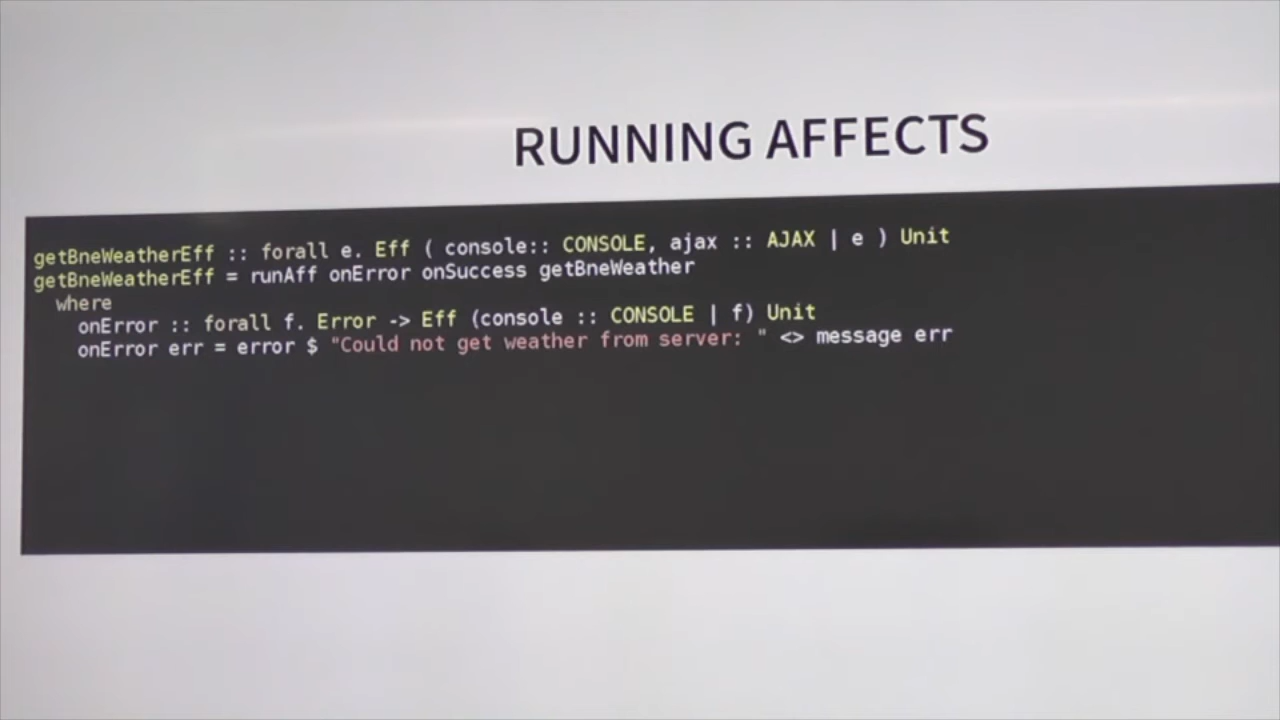 RUNNING AFFECTS
getBneWeatherEff :: forall e. Eff ( console:: CONSOLE, ajax :: AJAX | e ) Unit
getBneWeatherEff = runAff onError onSuccess getBneWeather
where
onError :: forall f. Error -> Eff (console :: CONSOLE | f) Unit
onError err = error $ "Could not get weather from server: " <> message err